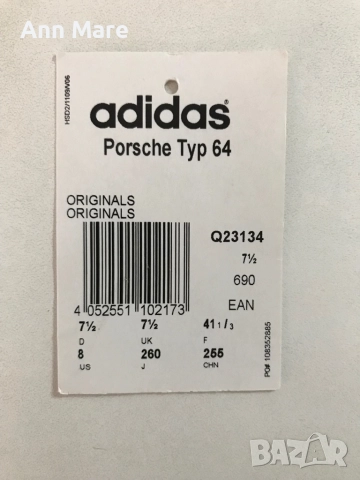 Ann Mare
HSD2/1109/V06
adidas®
Porsche Typ 64
ORIGINALS
ORIGINALS
Q23134
7½
690
EAN
4 052551 102173
7½ 7½ 41 1/3
D UK F
8 260 255
US J CHN
PO# 108352685
bazar